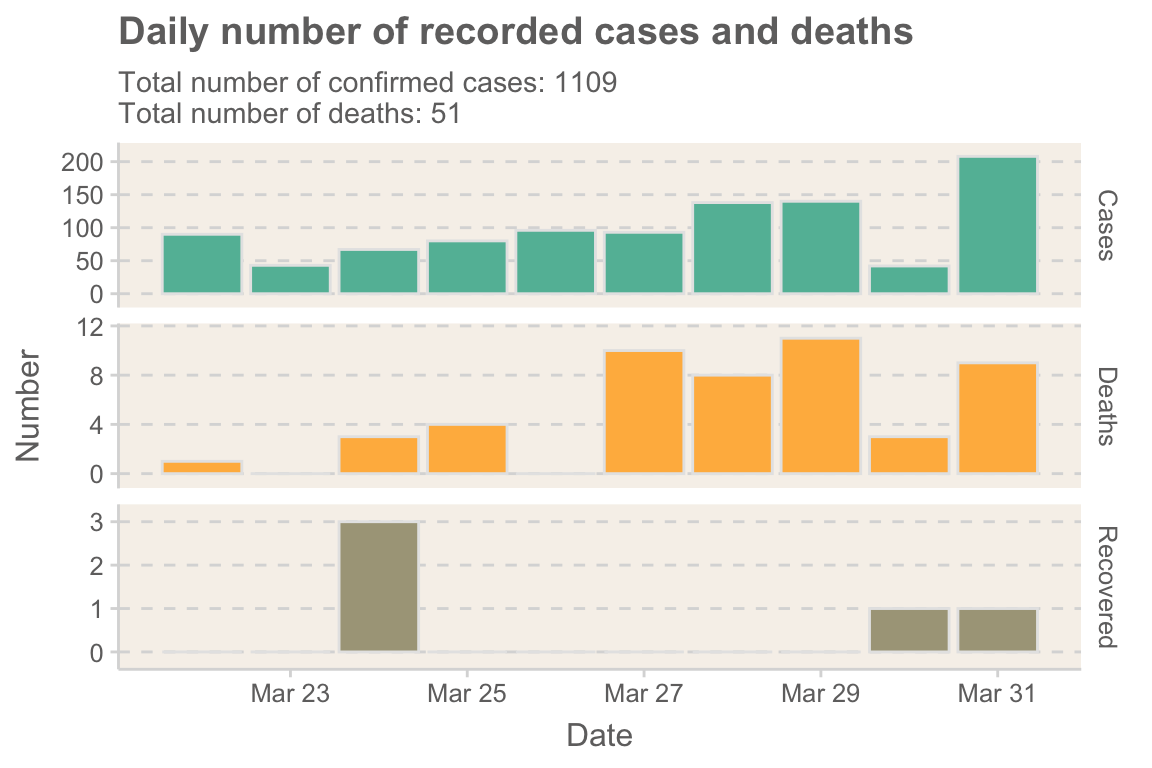 Daily number of recorded cases and deaths
Total number of confirmed cases: 1109
Total number of deaths: 51
200
150
100
50
0
Cases
12
8
4
0
Deaths
3
2
1
0
Recovered
Number
Mar 23 Mar 25 Mar 27 Mar 29 Mar 31
Date